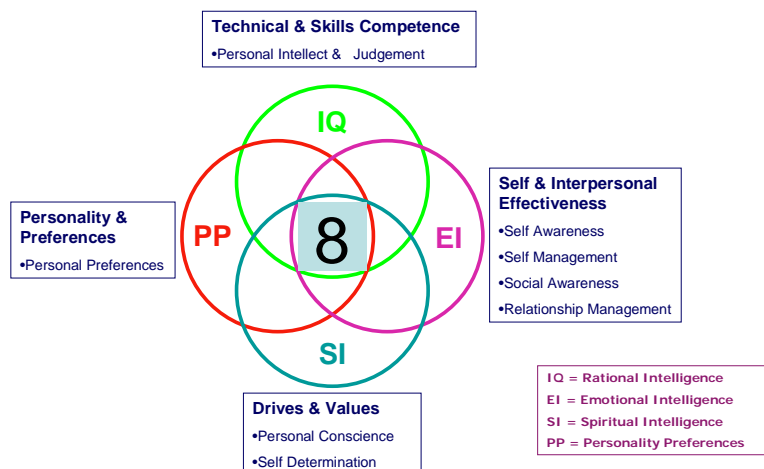 Technical & Skills Competence
•Personal Intellect & Judgement
IQ
Personality &
Preferences
•Personal Preferences
PP
8
EI
Self & Interpersonal
Effectiveness
•Self Awareness
•Self Management
•Social Awareness
•Relationship Management
SI
Drives & Values
•Personal Conscience
•Self Determination
IQ = Rational Intelligence
EI = Emotional Intelligence
SI = Spiritual Intelligence
PP = Personality Preferences